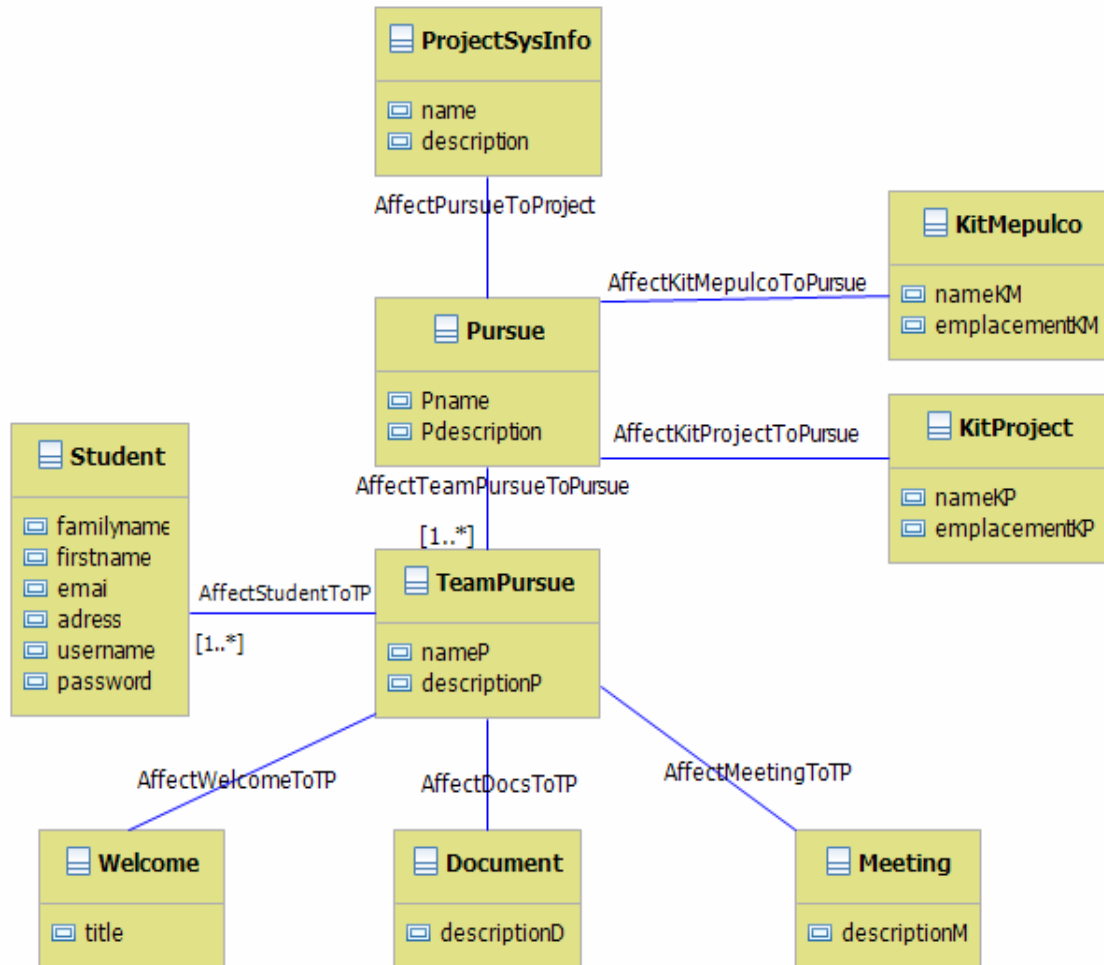 ProjectSysInfo
name
description
AffectPursueToProject
KitMepulco
nameKM
emplacementKM
AffectKitMepulcoToPursue
Pursue
Pname
Pdescription
AffectKitProjectToPursue
KitProject
nameKP
emplacementKP
AffectTeamPursueToPursue
[1..*]
Student
familyname
firstname
emai
adress
username
password
AffectStudentToTP
[1..*]
TeamPursue
nameP
descriptionP
AffectWelcomeToTP
AffectDocsToTP
AffectMeetingToTP
Welcome
title
Document
descriptionD
Meeting
descriptionM